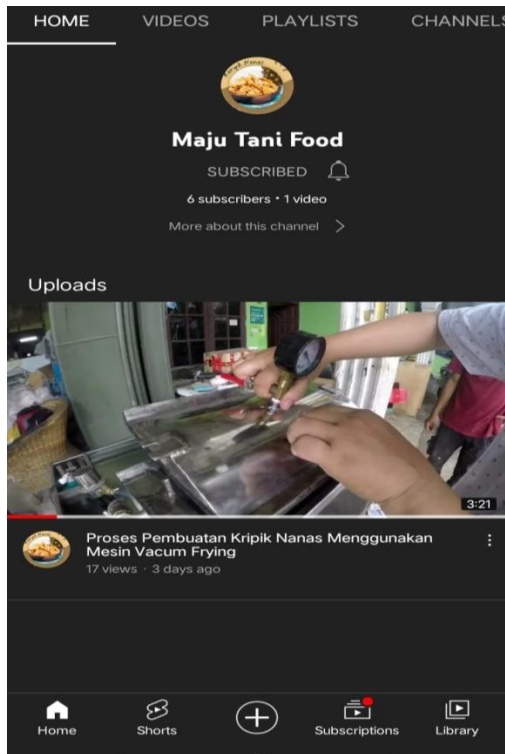 HOME VIDEOS PLAYLISTS CHANNELS
Maju Tani Food
SUBSCRIBED
6 subscribers • 1 video
More about this channel
Uploads
3:21
Proses Pembuatan Kripik Nanas Menggunakan
Mesin Vacum Frying
17 views · 3 days ago
Home Shorts Subscriptions Library